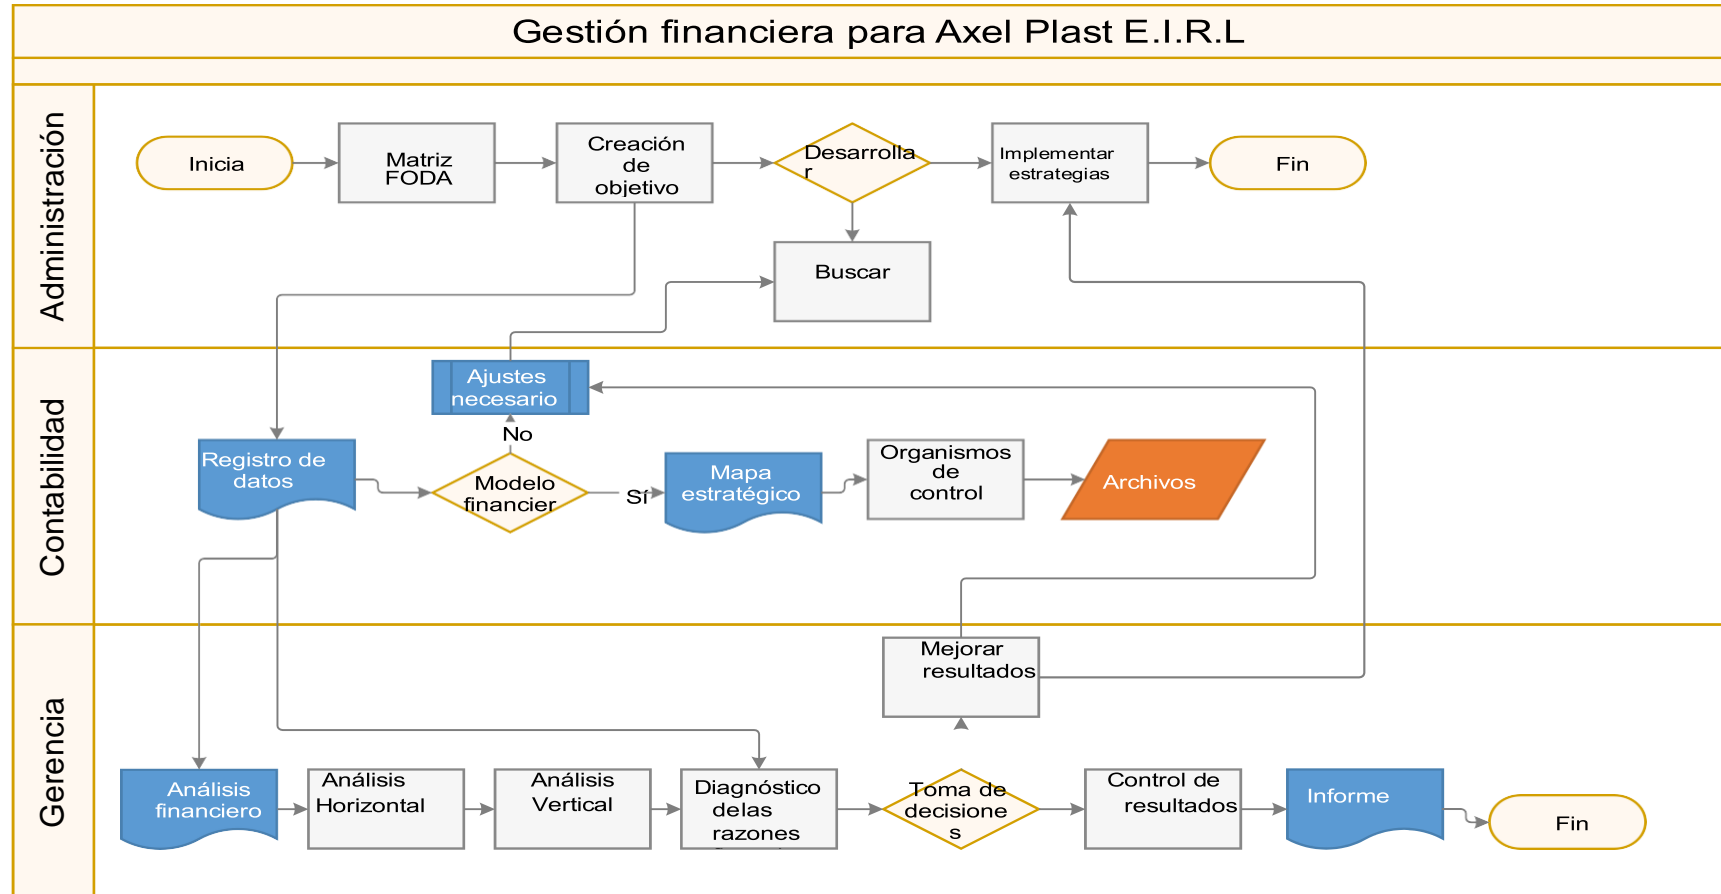 Gestión financiera para Axel Plast E.I.R.L
Administración
Inicia
Matriz
FODA
Creación
de
objetivo
Desarrolla
r
Implementar
estrategias
Fin
Buscar
Contabilidad
Ajustes
necesario
No
Registro de
datos
Modelo
financier
Sí
Mapa
estratégico
Organismos
de
control
Archivos
Gerencia
Mejorar
resultados
Análisis
financiero
Análisis
Horizontal
Análisis
Vertical
Diagnóstico
delas
razones
Toma de
decisione
s
Control de
resultados
Informe
Fin